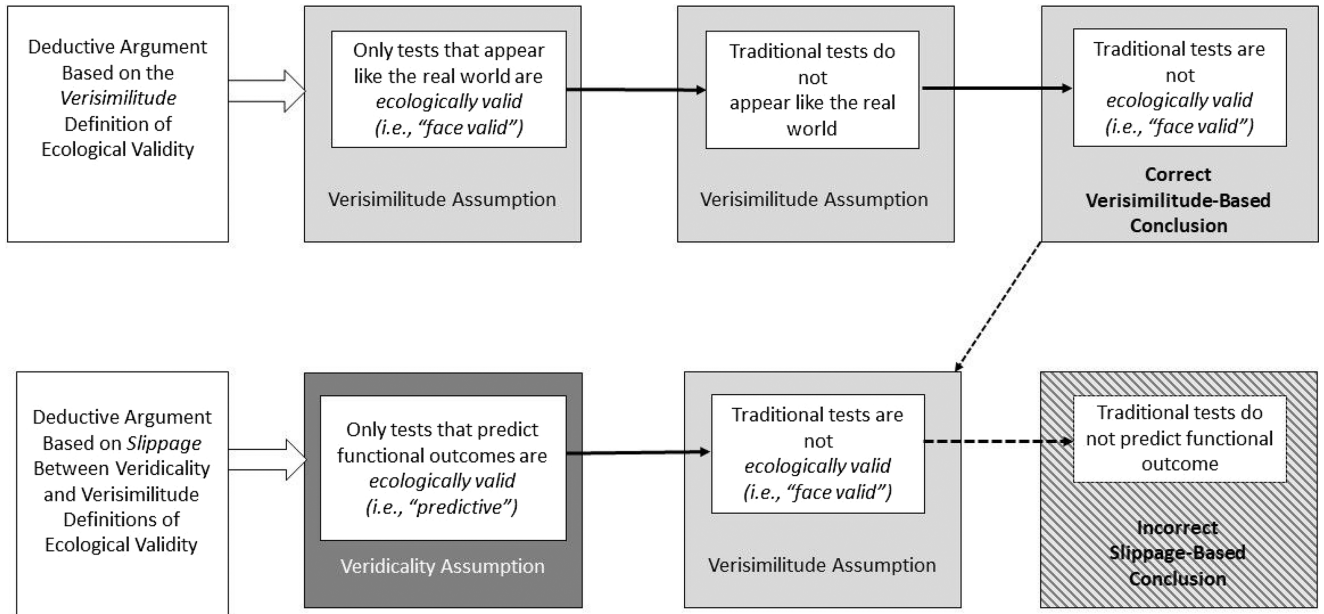 Deductive Argument
Based on the
Verisimilitude
Definition of
Ecological Validity
Only tests that appear
like the real world are
ecologically valid
(i.e., “face valid”)
Verisimilitude Assumption
Traditional tests do
not
appear like the real
world
Verisimilitude Assumption
Traditional tests are
not
ecologically valid
(i.e., “face valid”)
Correct
Verisimilitude-Based
Conclusion
Deductive Argument
Based on Slippage
Between Veridicality
and Verisimilitude
Definitions of
Ecological Validity
Only tests that predict
functional outcomes are
ecologically valid
(i.e., “predictive”)
Veridicality Assumption
Traditional tests are
not
ecologically valid
(i.e., “face valid”)
Verisimilitude Assumption
Traditional tests do
not predict functional
outcome
Incorrect
Slippage-Based
Conclusion